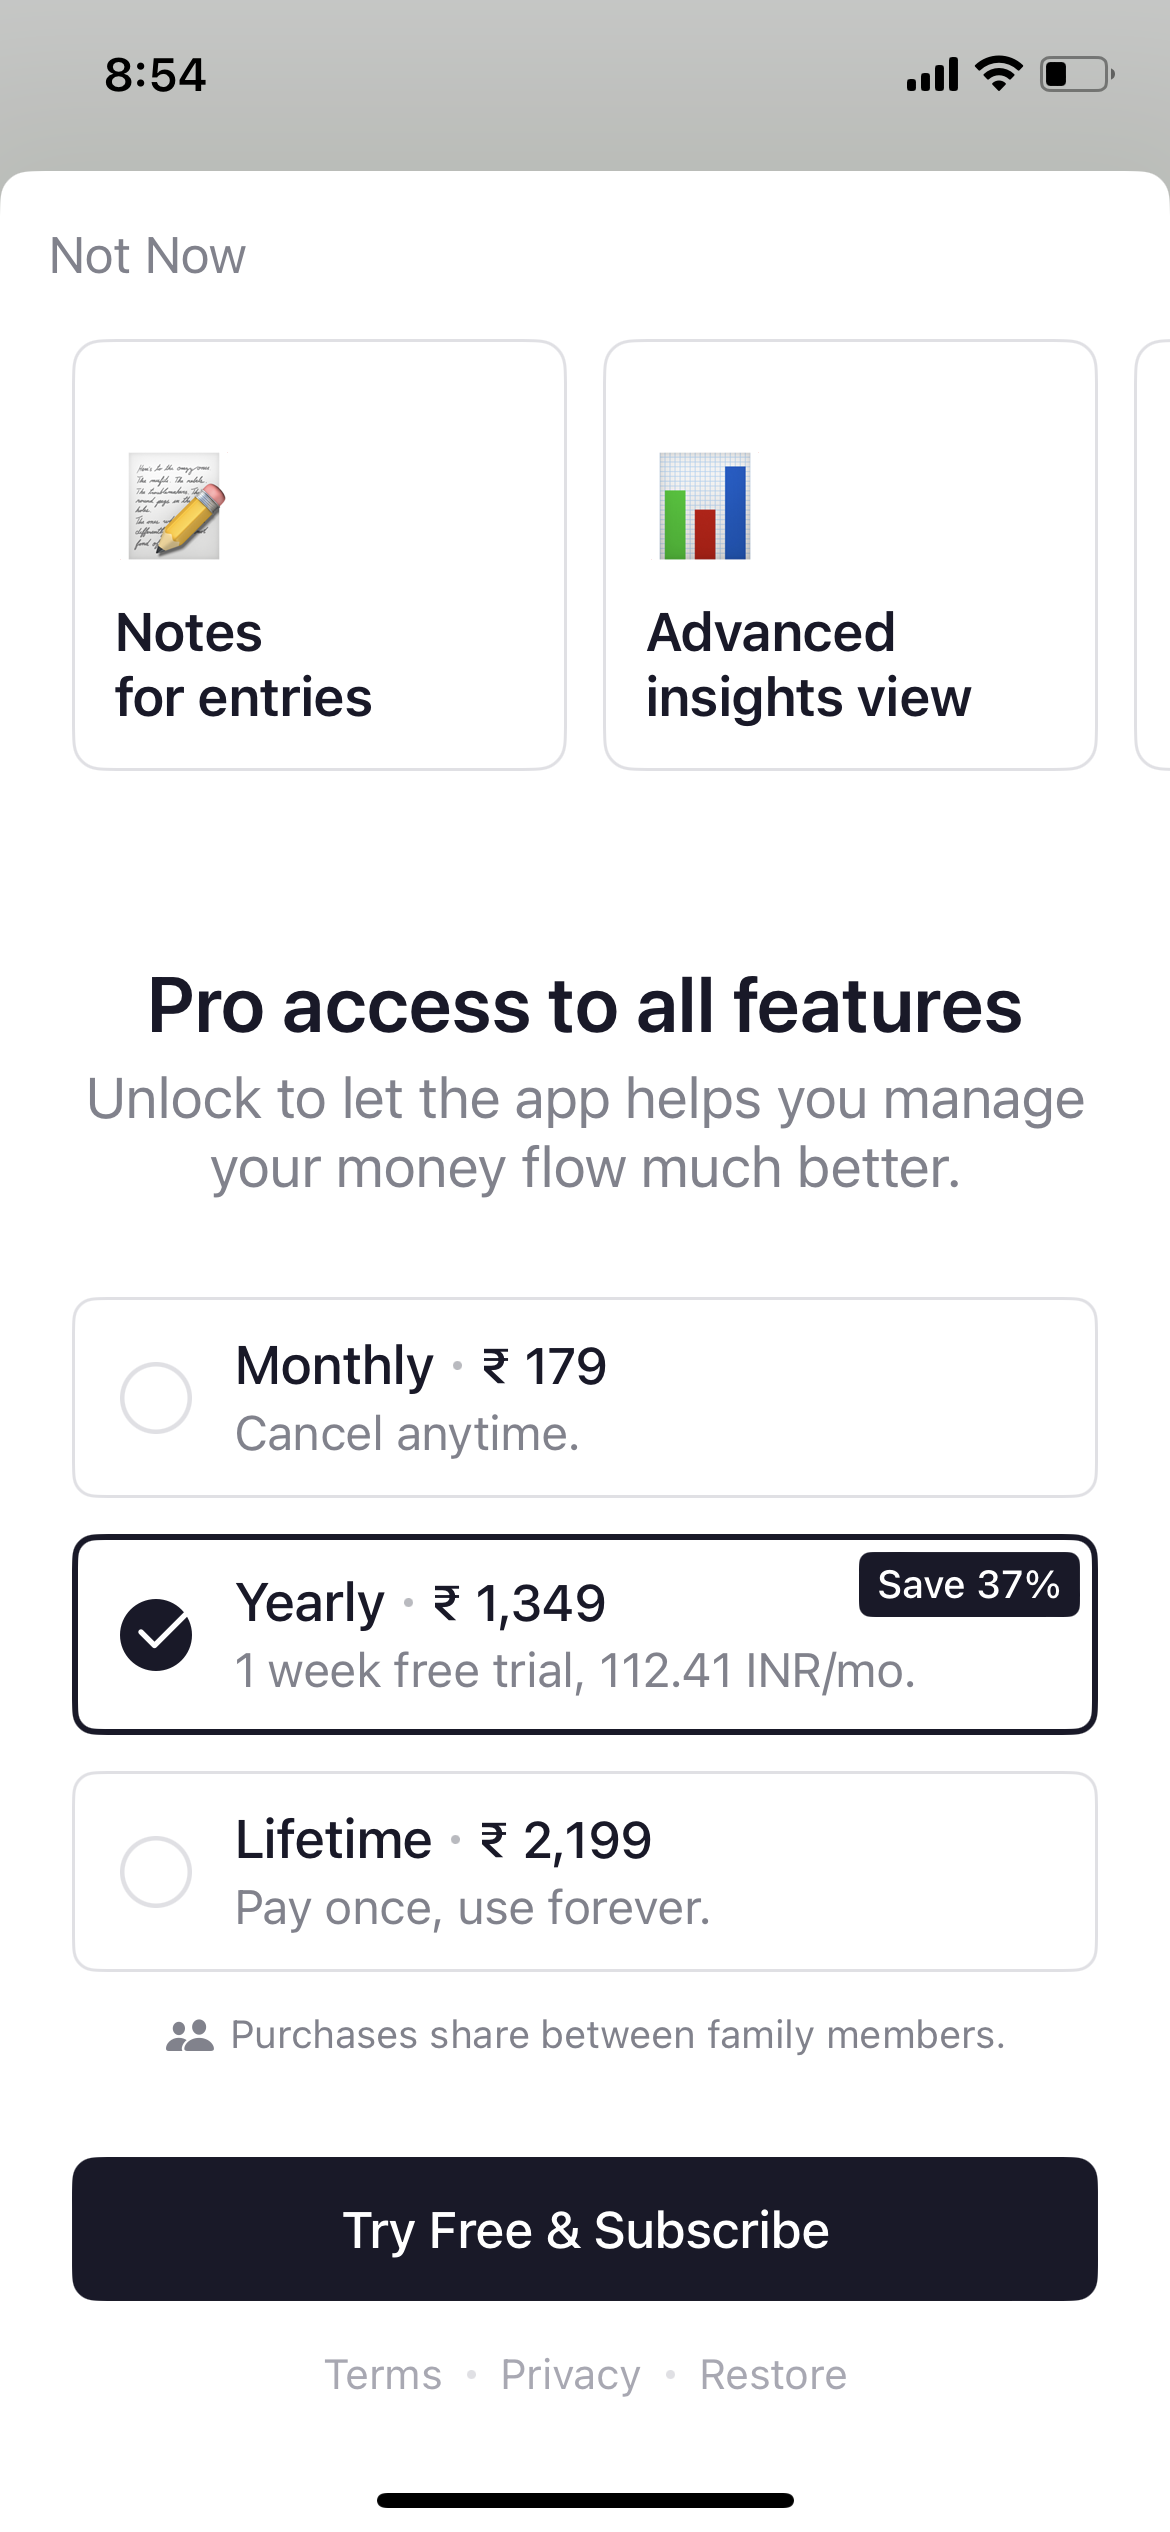 8:54
Not Now
Notes
for entries
Advanced
insights view
Pro access to all features
Unlock to let the app helps you manage
your money flow much better.
Monthly · ₹ 179
Cancel anytime.
Yearly · ₹ 1,349
Save 37%
1 week free trial, 112.41 INR/mo.
Lifetime · ₹ 2,199
Pay once, use forever.
Purchases share between family members.
Try Free & Subscribe
Terms · Privacy · Restore